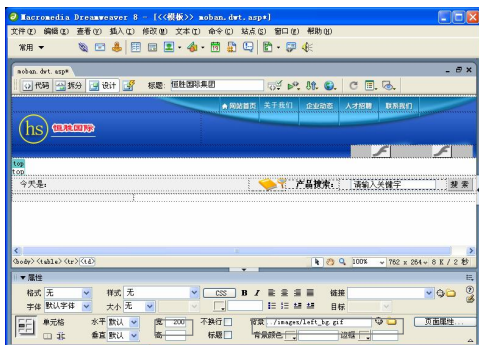 Macromedia Dreamweaver 8 - [<<模板>> moban.dwt.asp*]
文件(F) 编辑(E) 查看(V) 插入(I) 修改(M) 文本(T) 命令(C) 站点(S) 窗口(W) 帮助(H)
常用
moban.dwt.asp*
代码 拆分 设计 标题: 恒胜国际集团
网站首页 关于我们 企业动态 人才招聘 联系我们
hs 恒胜国际
top
top
今天是: 产品搜索: 请输入关键字 搜 索
<body> <table> <tr> <td> 100% 762 x 264 8 K / 2 秒
属性
格式 无 样式 无 CSS B I 链接
字体 默认字体 大小 无 目标
单元格 水平 默认 宽 200 不换行 背景 ./images/left_bg.gif 页面属性...
垂直 默认 高 标题 背景颜色 边框